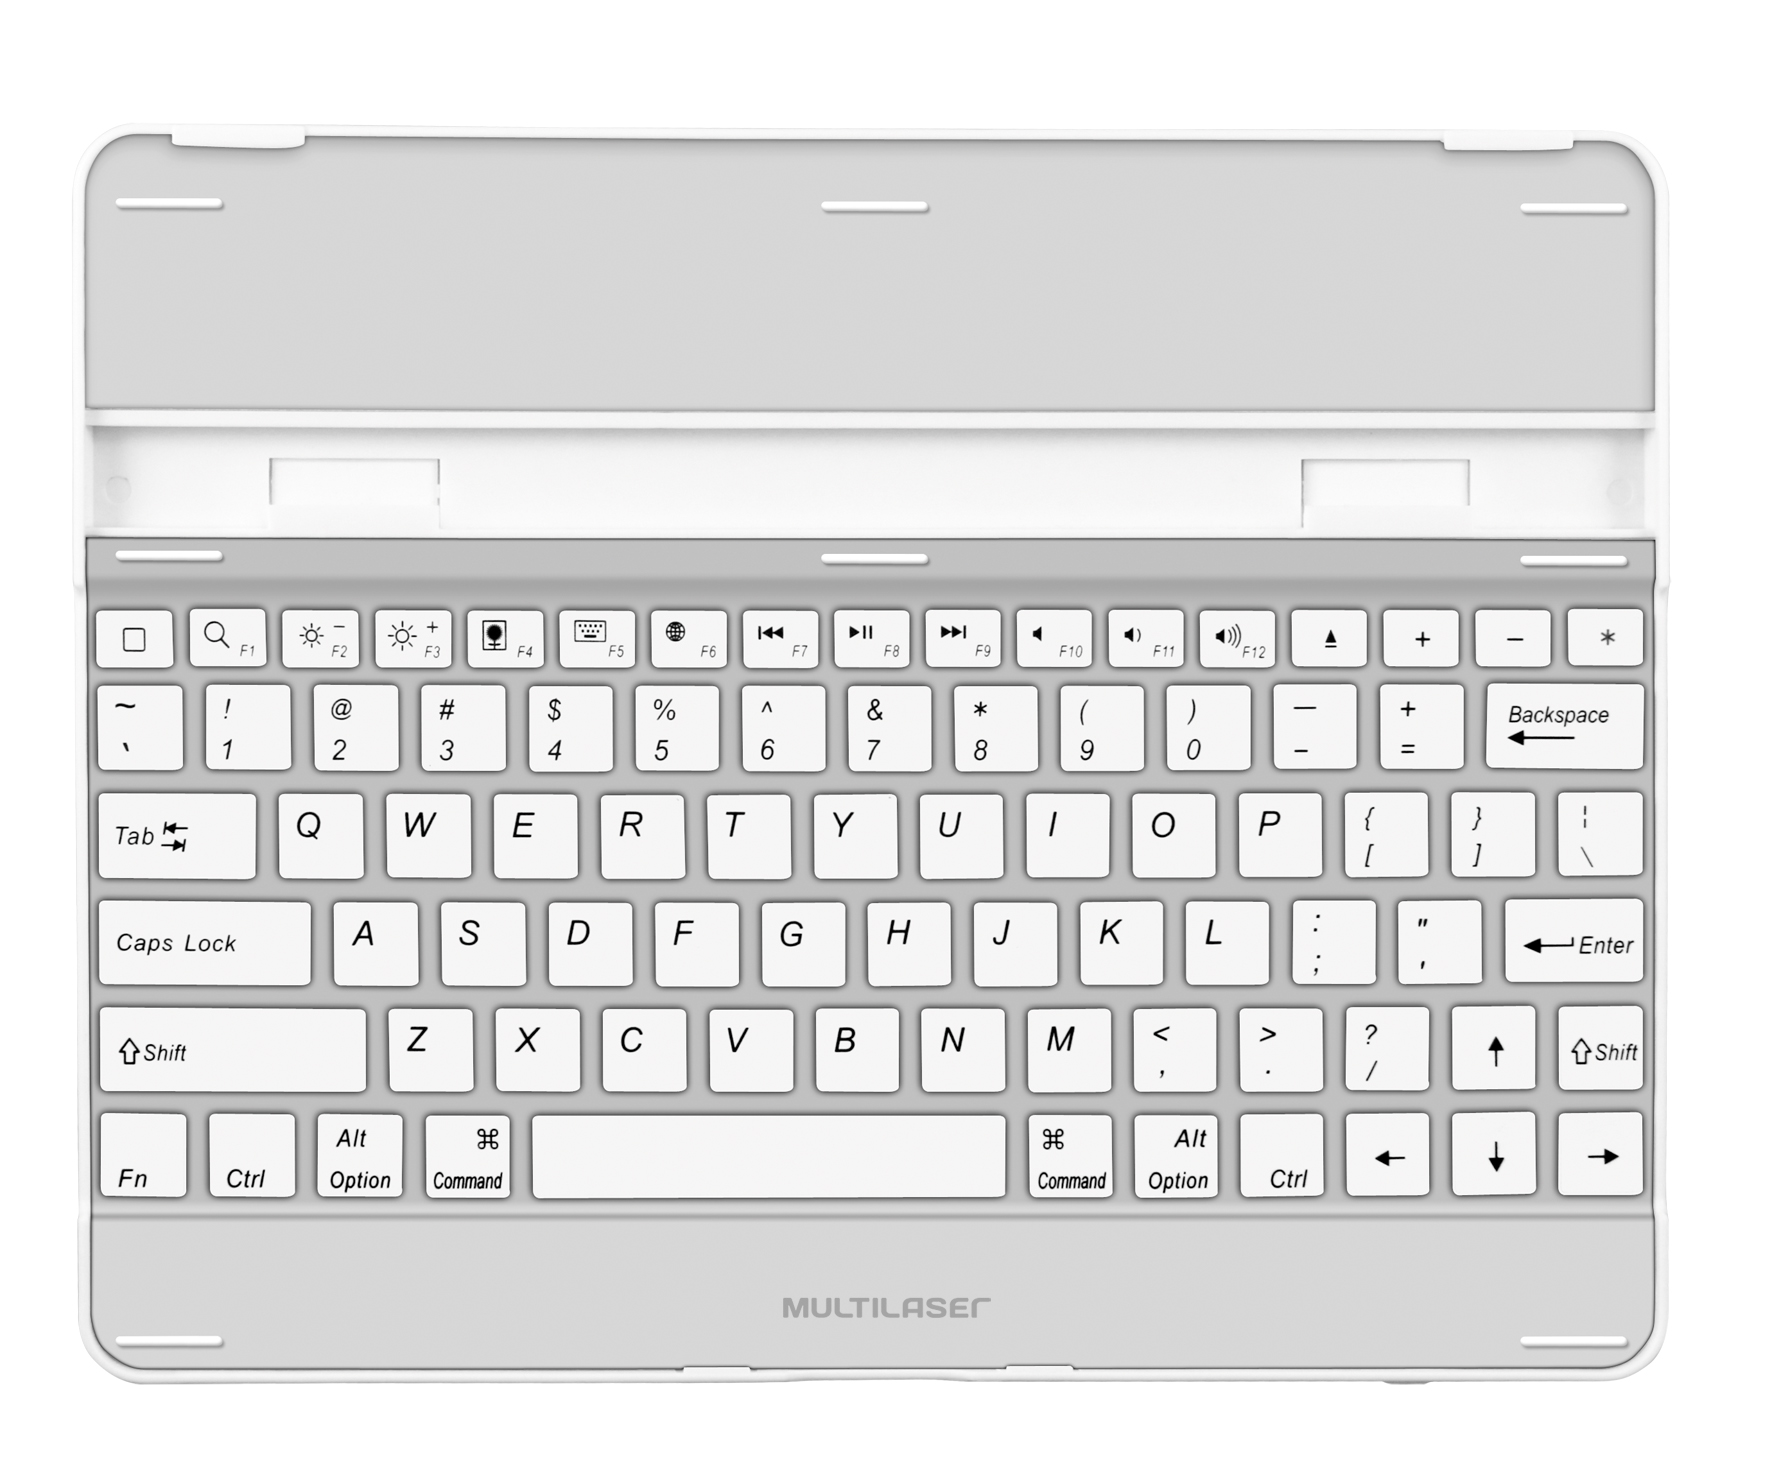 F1 − F2 + F3 F4 F5 F6 F7 F8 F9 F10 F11 F12 + − *
~ ! @ # $ % ^ & * ( ) — + Backspace
` 1 2 3 4 5 6 7 8 9 0 – =
Tab Q W E R T Y U I O P { } ¦
[ ] \
Caps Lock A S D F G H J K L : " Enter
; '
Shift Z X C V B N M < > ? Shift
, . /
Alt ⌘ ⌘ Alt
Fn Ctrl Option Command Command Option Ctrl
MULTILASER